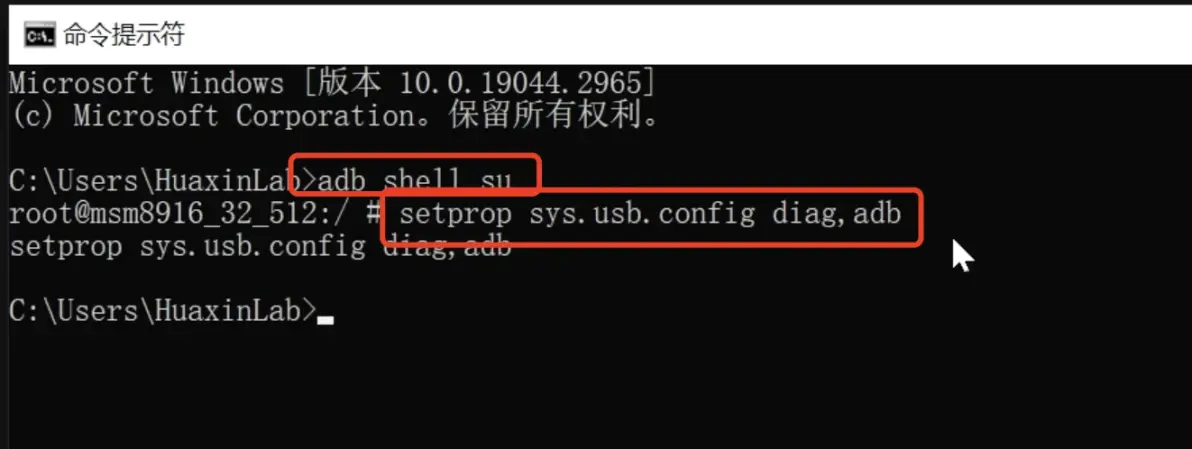 命令提示符
Microsoft Windows [版本 10.0.19044.2965]
(c) Microsoft Corporation。保留所有权利。
C:\Users\HuaxinLab>adb shell su
root@msm8916_32_512:/ # setprop sys.usb.config diag,adb
setprop sys.usb.config diag,adb
C:\Users\HuaxinLab>